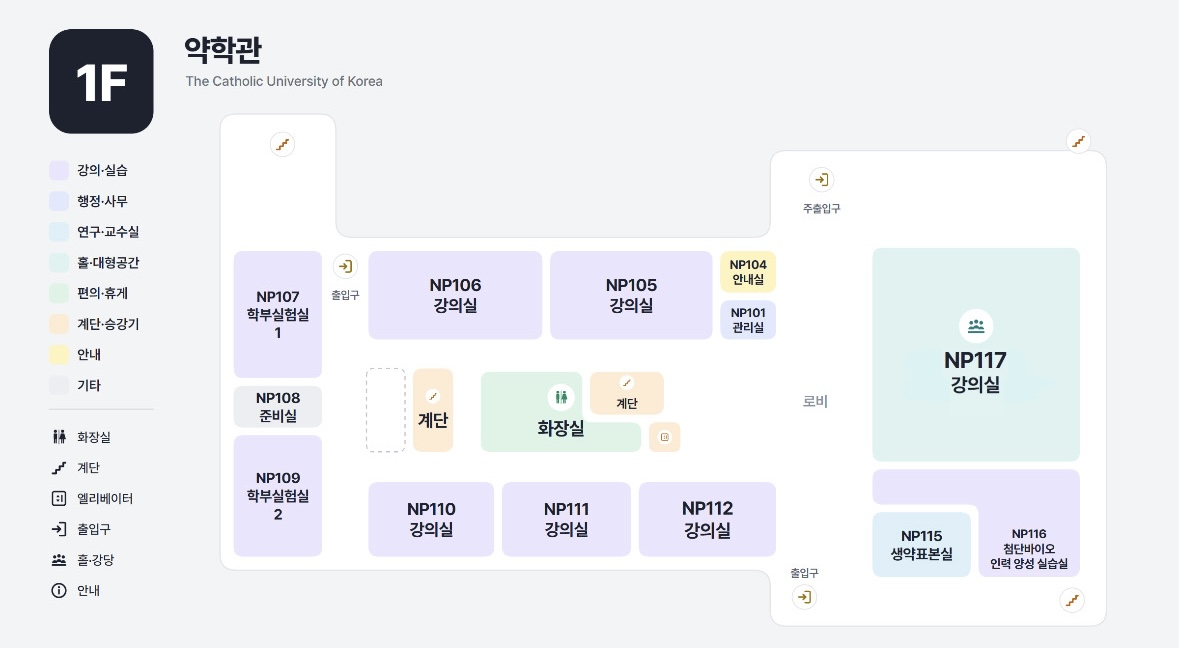 1F
약학관
The Catholic University of Korea
강의·실습
행정·사무
연구·교수실
홀·대형공간
편의·휴게
계단·승강기
안내
기타
화장실
계단
엘리베이터
출입구
홀·강당
안내
주출입구
NP107
학부실험실
1
출입구
NP106
강의실
NP105
강의실
NP104
안내실
NP101
관리실
NP117
강의실
NP108
준비실
계단
화장실
계단
로비
NP109
학부실험실
2
NP110
강의실
NP111
강의실
NP112
강의실
NP115
생약표본실
NP116
첨단바이오
인력 양성 실습실
출입구